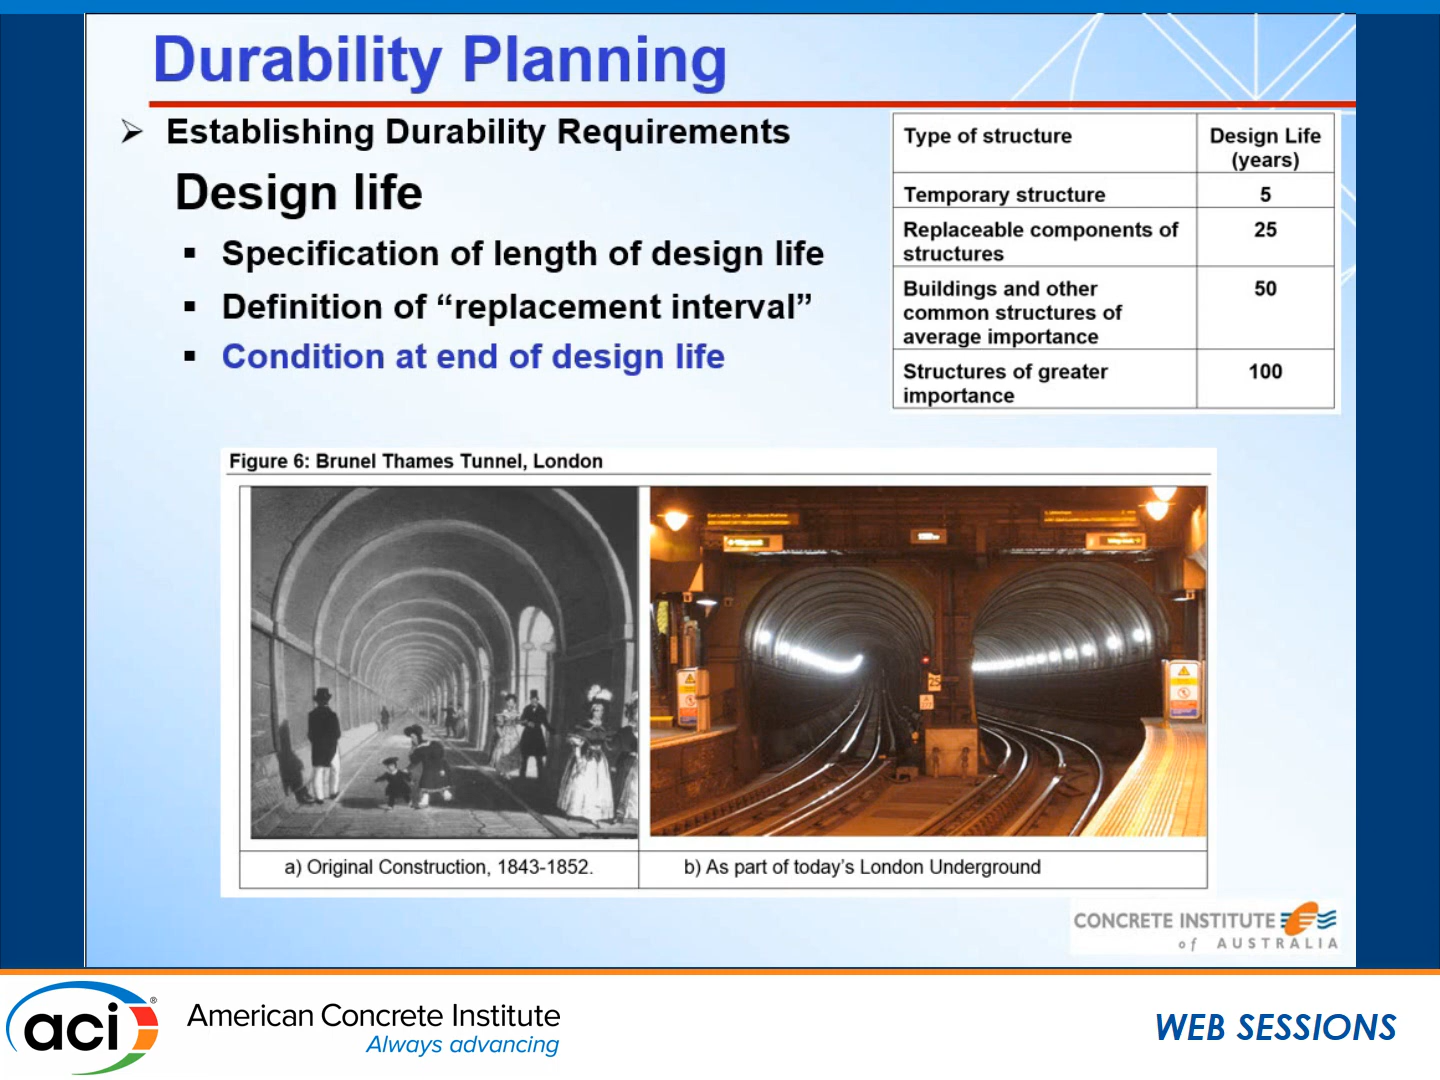 Durability Planning
➢ Establishing Durability Requirements
Design life
▪ Specification of length of design life
▪ Definition of “replacement interval”
▪ Condition at end of design life
Type of structure
Design Life
(years)
Temporary structure
5
Replaceable components of
structures
25
Buildings and other
common structures of
average importance
50
Structures of greater
importance
100
Figure 6: Brunel Thames Tunnel, London
a) Original Construction, 1843-1852.
b) As part of today’s London Underground
CONCRETE INSTITUTE
of AUSTRALIA
aci®
American Concrete Institute
Always advancing
WEB SESSIONS